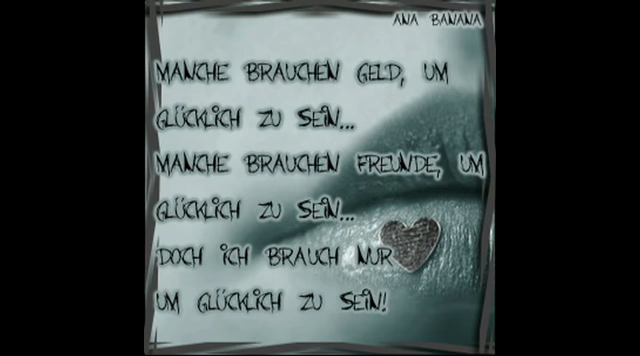 ANA BANANA
MANCHE BRAUCHEN GELD, UM
GLÜCKLICH ZU SEIN...
MANCHE BRAUCHEN FREUNDE, UM
GLÜCKLICH ZU SEIN...
DOCH ICH BRAUCH NUR
UM GLÜCKLICH ZU SEIN!